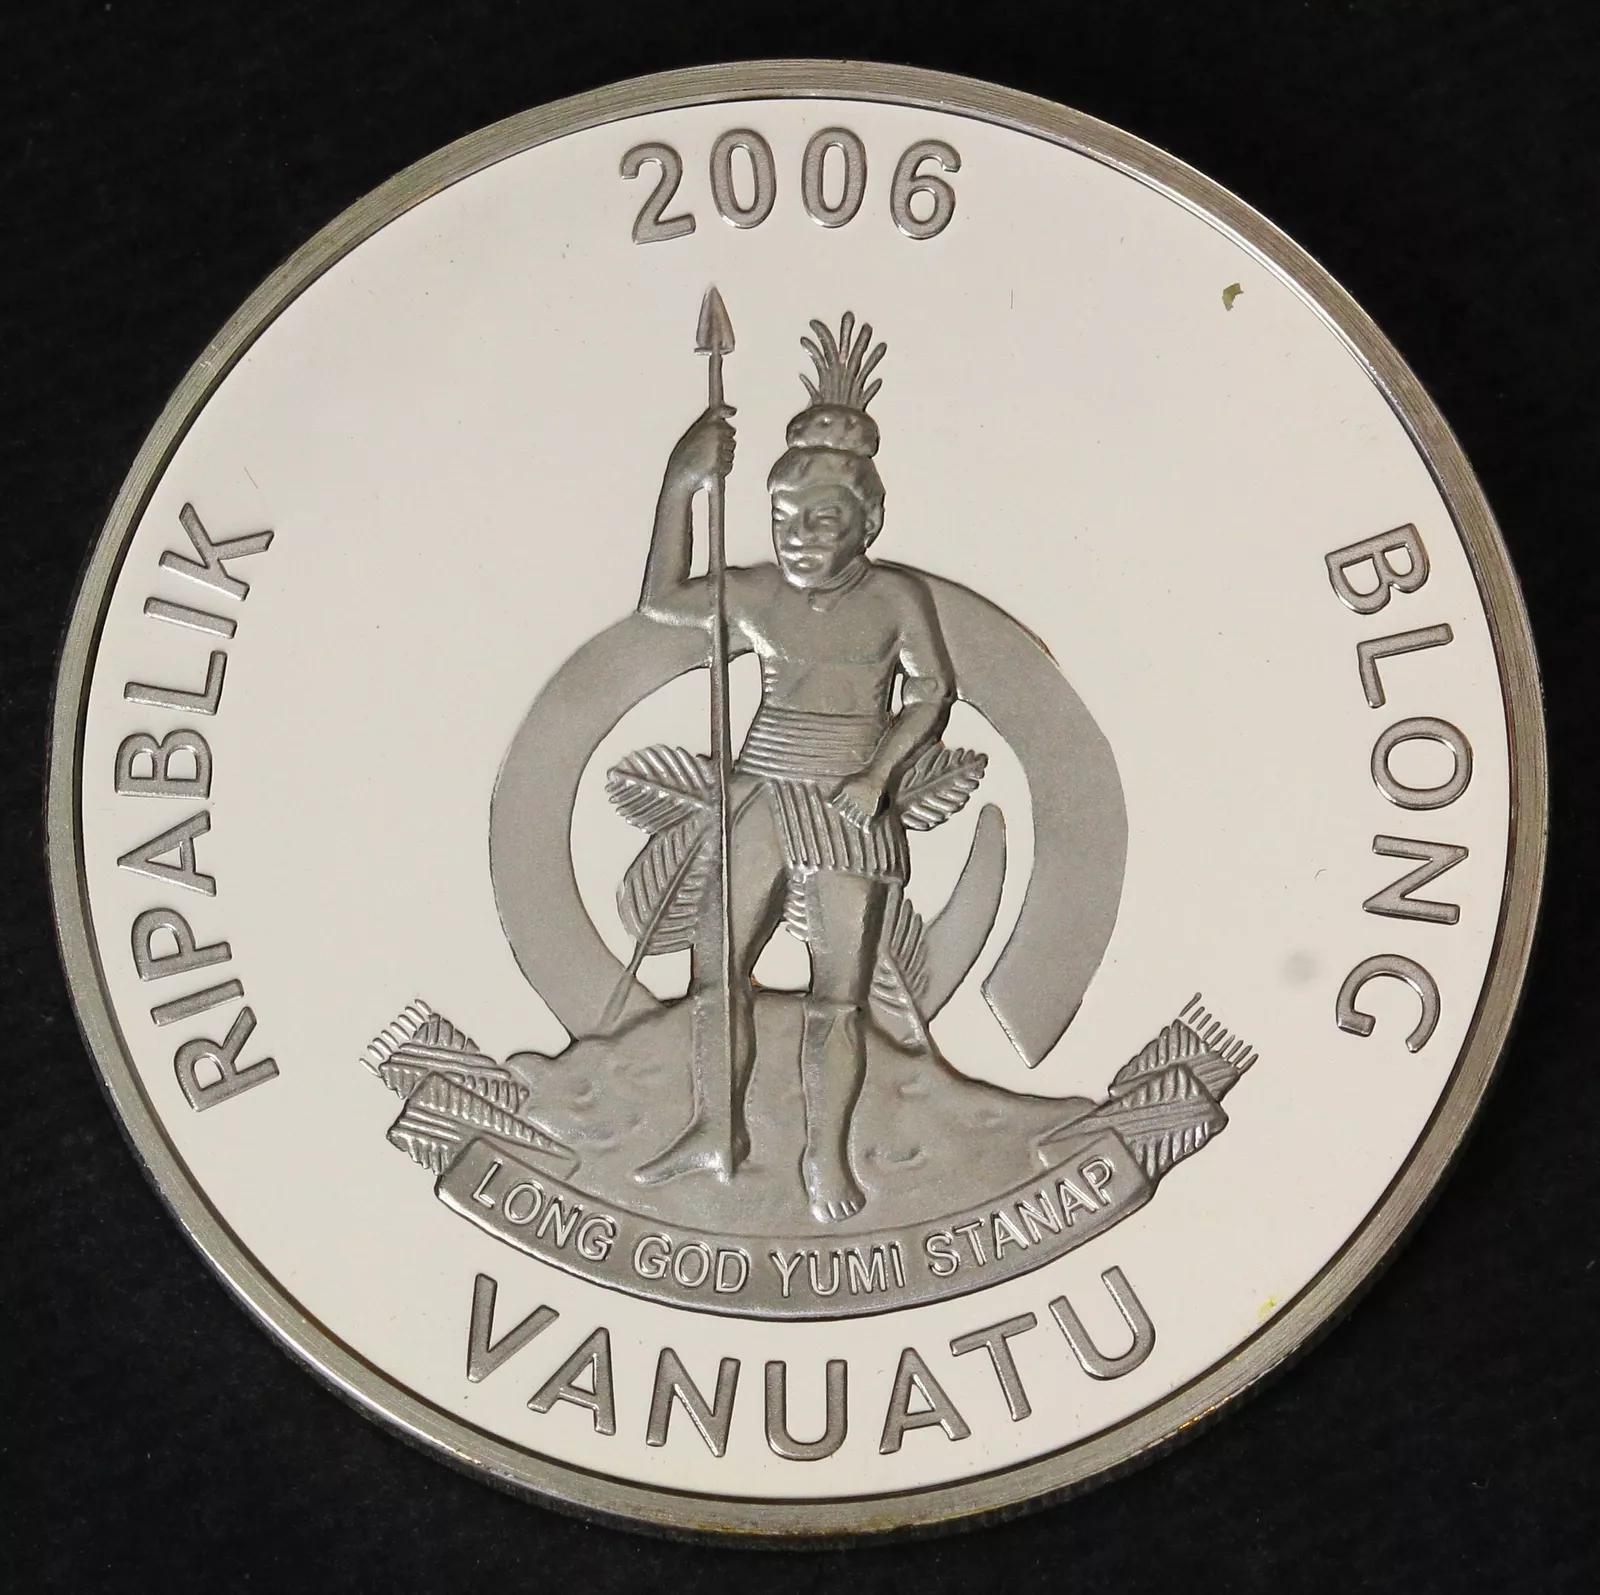 2006
RIPABLIK
BLONG
LONG GOD YUMI STANAP
VANUATU